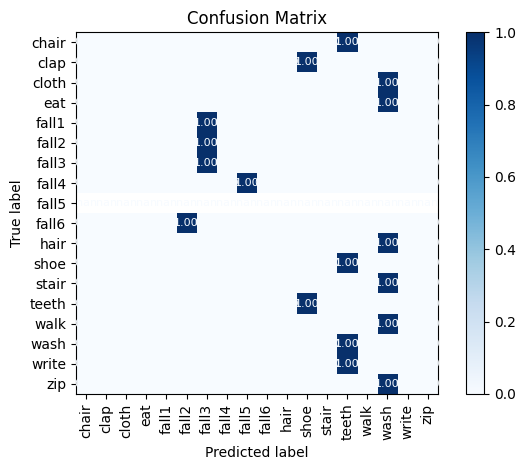 Confusion Matrix
True label
chair 1.00
clap 1.00
cloth 1.00
eat 1.00
fall1 1.00
fall2 1.00
fall3 1.00
fall4 1.00
fall5
fall6 1.00
hair 1.00
shoe 1.00
stair 1.00
teeth 1.00
walk 1.00
wash 1.00
write 1.00
zip 1.00
chair clap cloth eat fall1 fall2 fall3 fall4 fall5 fall6 hair shoe stair teeth walk wash write zip
Predicted label
1.0
0.8
0.6
0.4
0.2
0.0